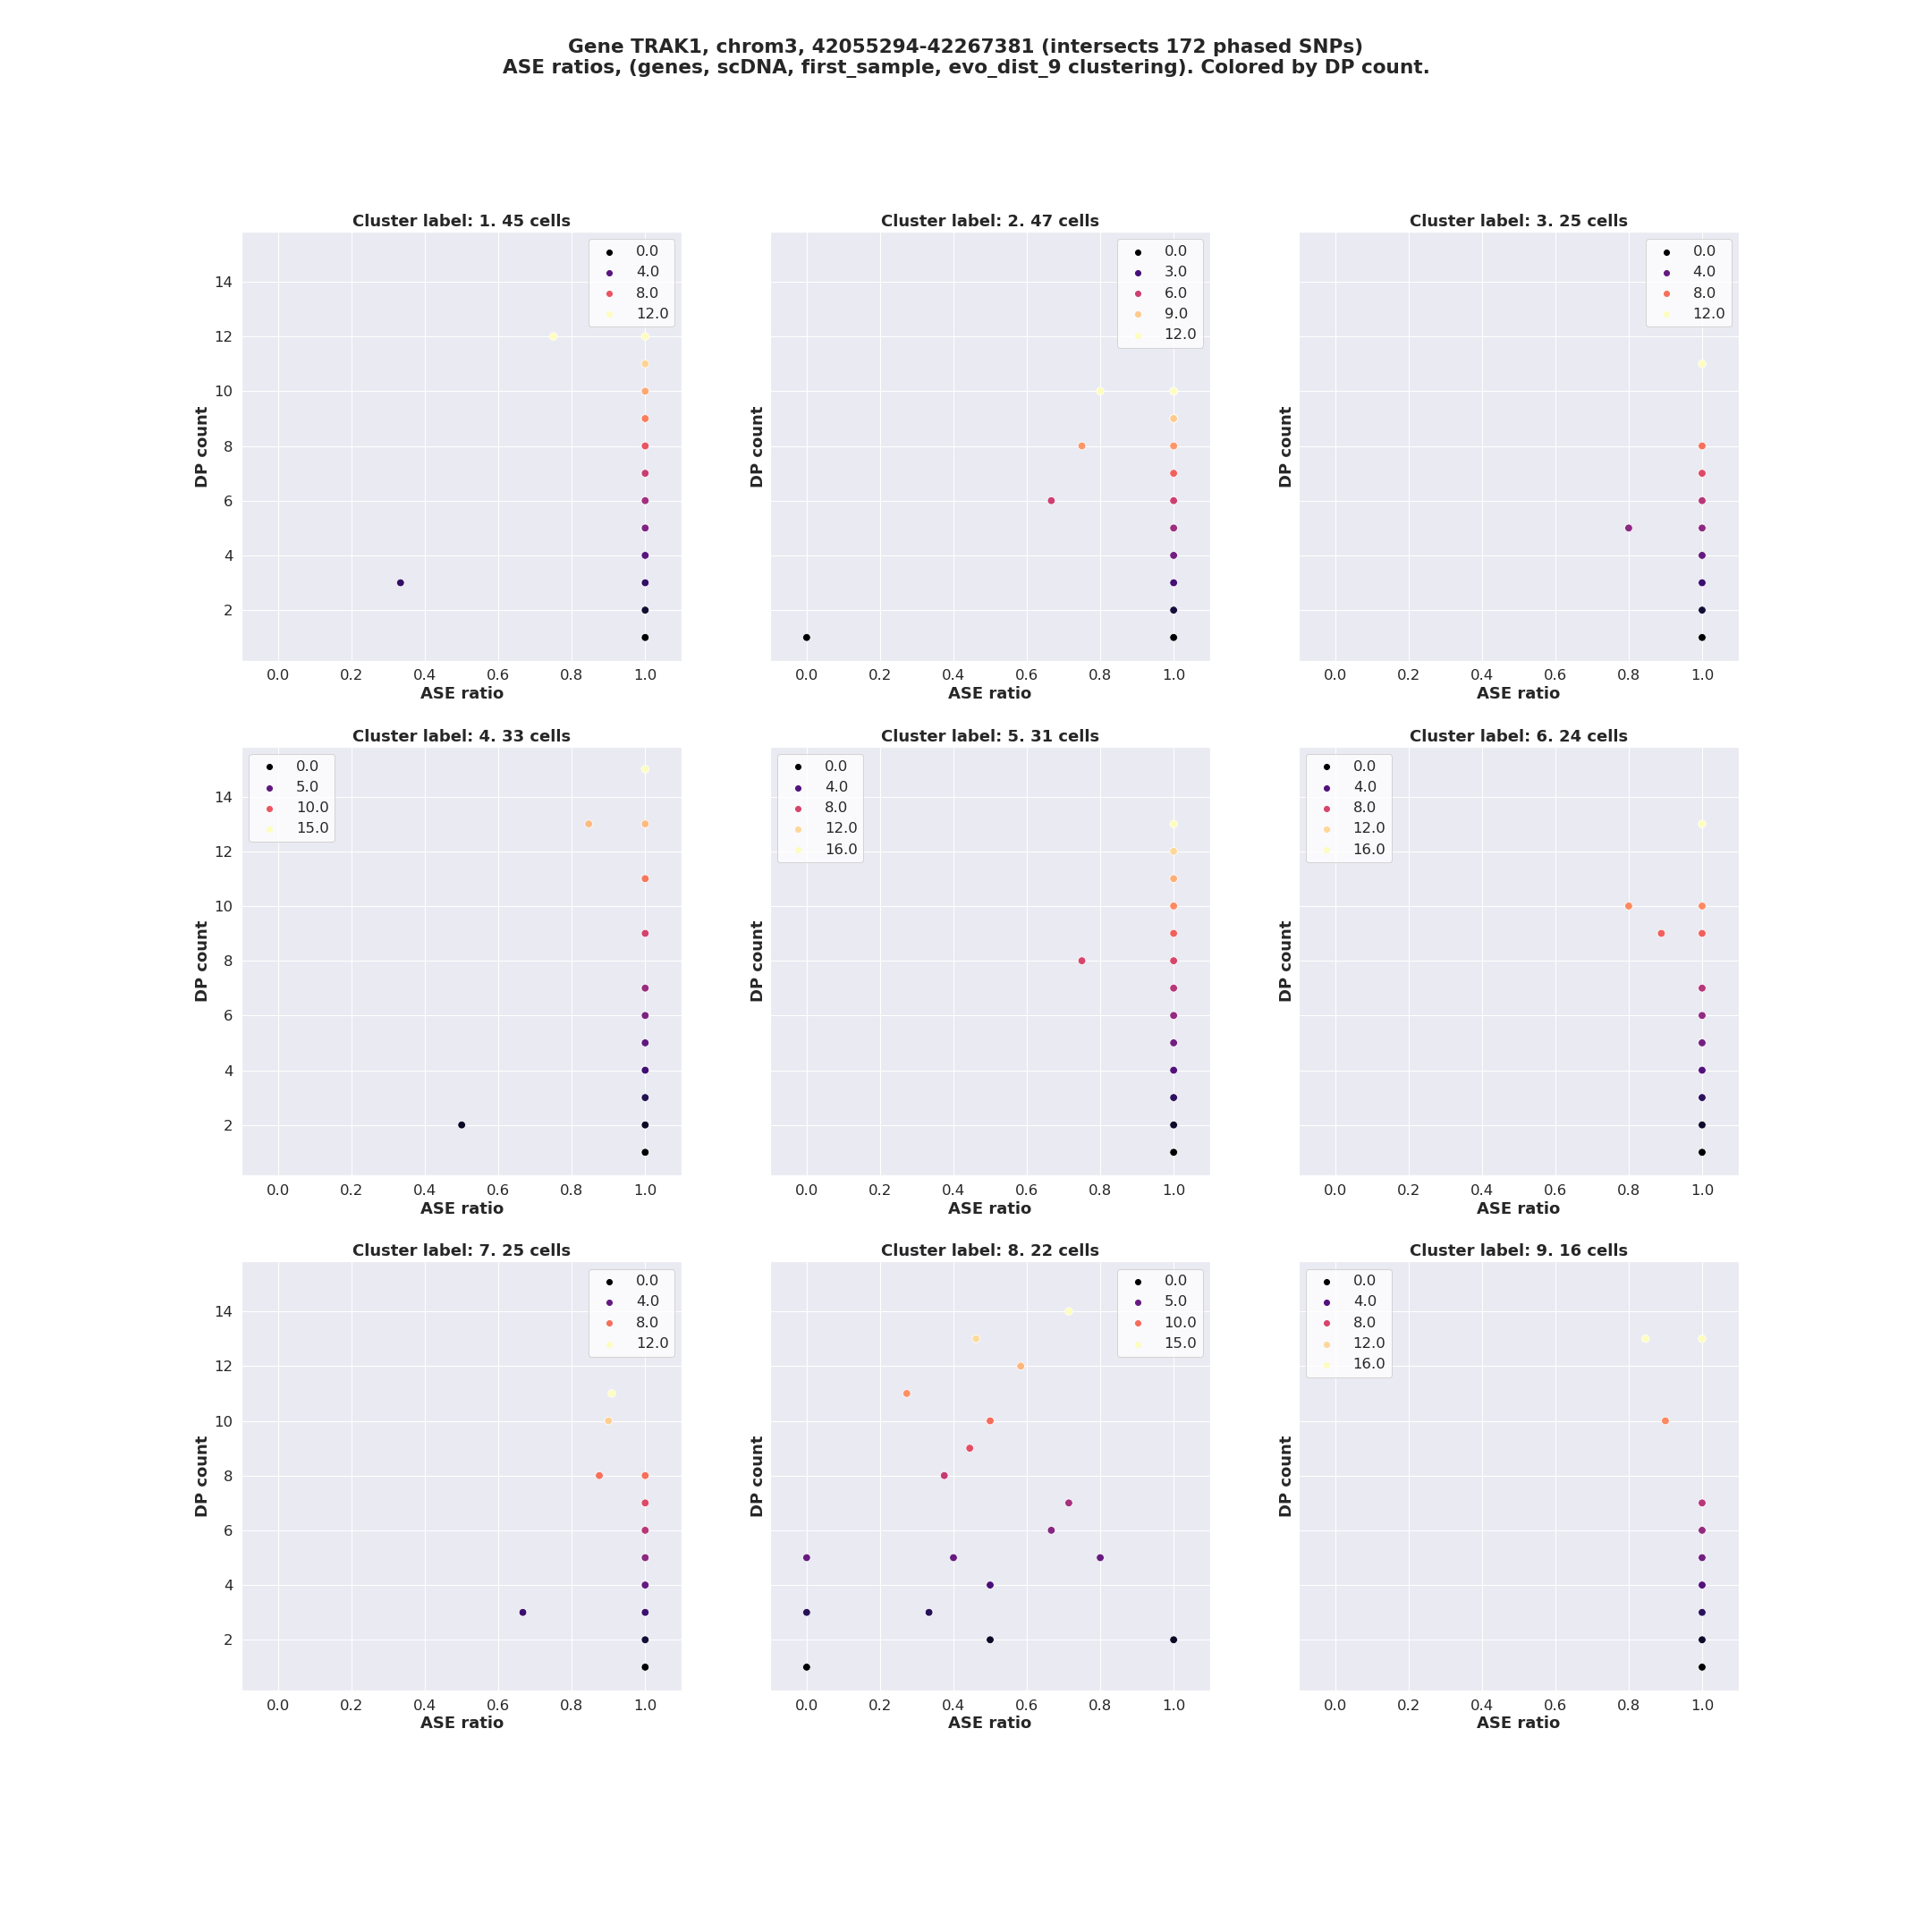 Gene TRAK1, chrom3, 42055294-42267381 (intersects 172 phased SNPs)
ASE ratios, (genes, scDNA, first_sample, evo_dist_9 clustering). Colored by DP count.
Cluster label: 1. 45 cells
0.0
4.0
8.0
12.0
14
12
10
8
6
4
2
DP count
0.0 0.2 0.4 0.6 0.8 1.0
ASE ratio
Cluster label: 2. 47 cells
0.0
3.0
6.0
9.0
12.0
DP count
0.0 0.2 0.4 0.6 0.8 1.0
ASE ratio
Cluster label: 3. 25 cells
0.0
4.0
8.0
12.0
DP count
0.0 0.2 0.4 0.6 0.8 1.0
ASE ratio
Cluster label: 4. 33 cells
0.0
5.0
10.0
15.0
14
12
10
8
6
4
2
DP count
0.0 0.2 0.4 0.6 0.8 1.0
ASE ratio
Cluster label: 5. 31 cells
0.0
4.0
8.0
12.0
16.0
DP count
0.0 0.2 0.4 0.6 0.8 1.0
ASE ratio
Cluster label: 6. 24 cells
0.0
4.0
8.0
12.0
16.0
DP count
0.0 0.2 0.4 0.6 0.8 1.0
ASE ratio
Cluster label: 7. 25 cells
0.0
4.0
8.0
12.0
14
12
10
8
6
4
2
DP count
0.0 0.2 0.4 0.6 0.8 1.0
ASE ratio
Cluster label: 8. 22 cells
0.0
5.0
10.0
15.0
DP count
0.0 0.2 0.4 0.6 0.8 1.0
ASE ratio
Cluster label: 9. 16 cells
0.0
4.0
8.0
12.0
16.0
DP count
0.0 0.2 0.4 0.6 0.8 1.0
ASE ratio